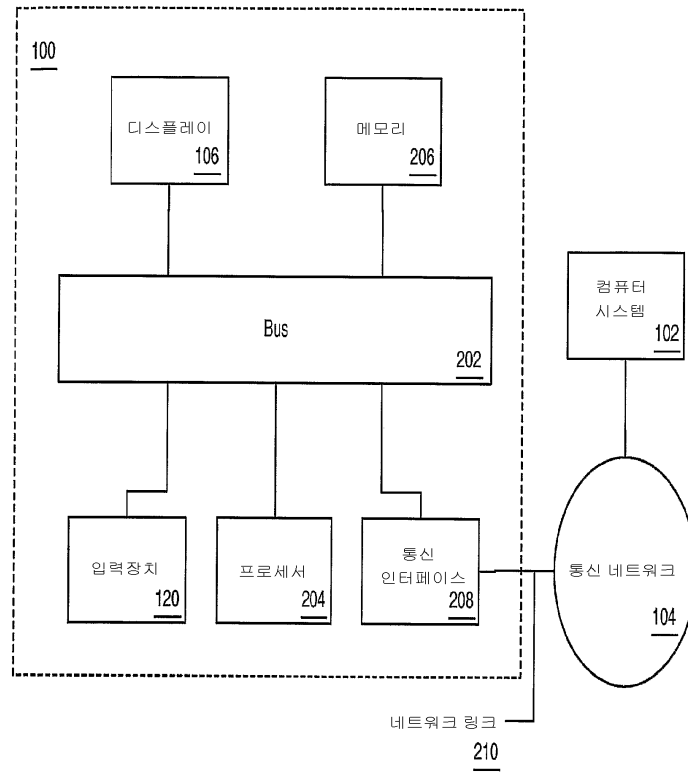 100
디스플레이
106
메모리
206
Bus
202
컴퓨터
시스템
102
입력장치
120
프로세서
204
통신
인터페이스
208
통신 네트워크
104
네트워크 링크
210